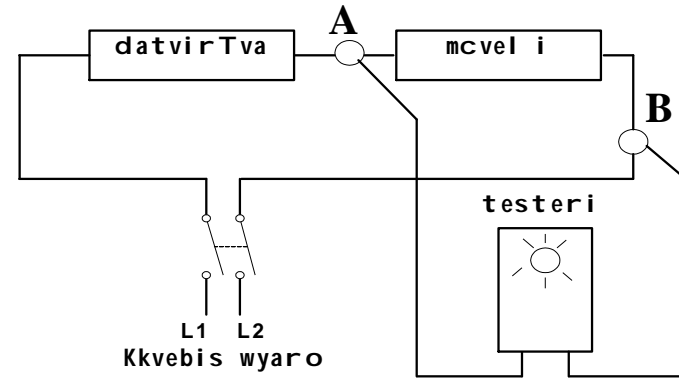 A
datvirTva
mcvel i
B
testeri
L1 L2
Kkvebis wyaro